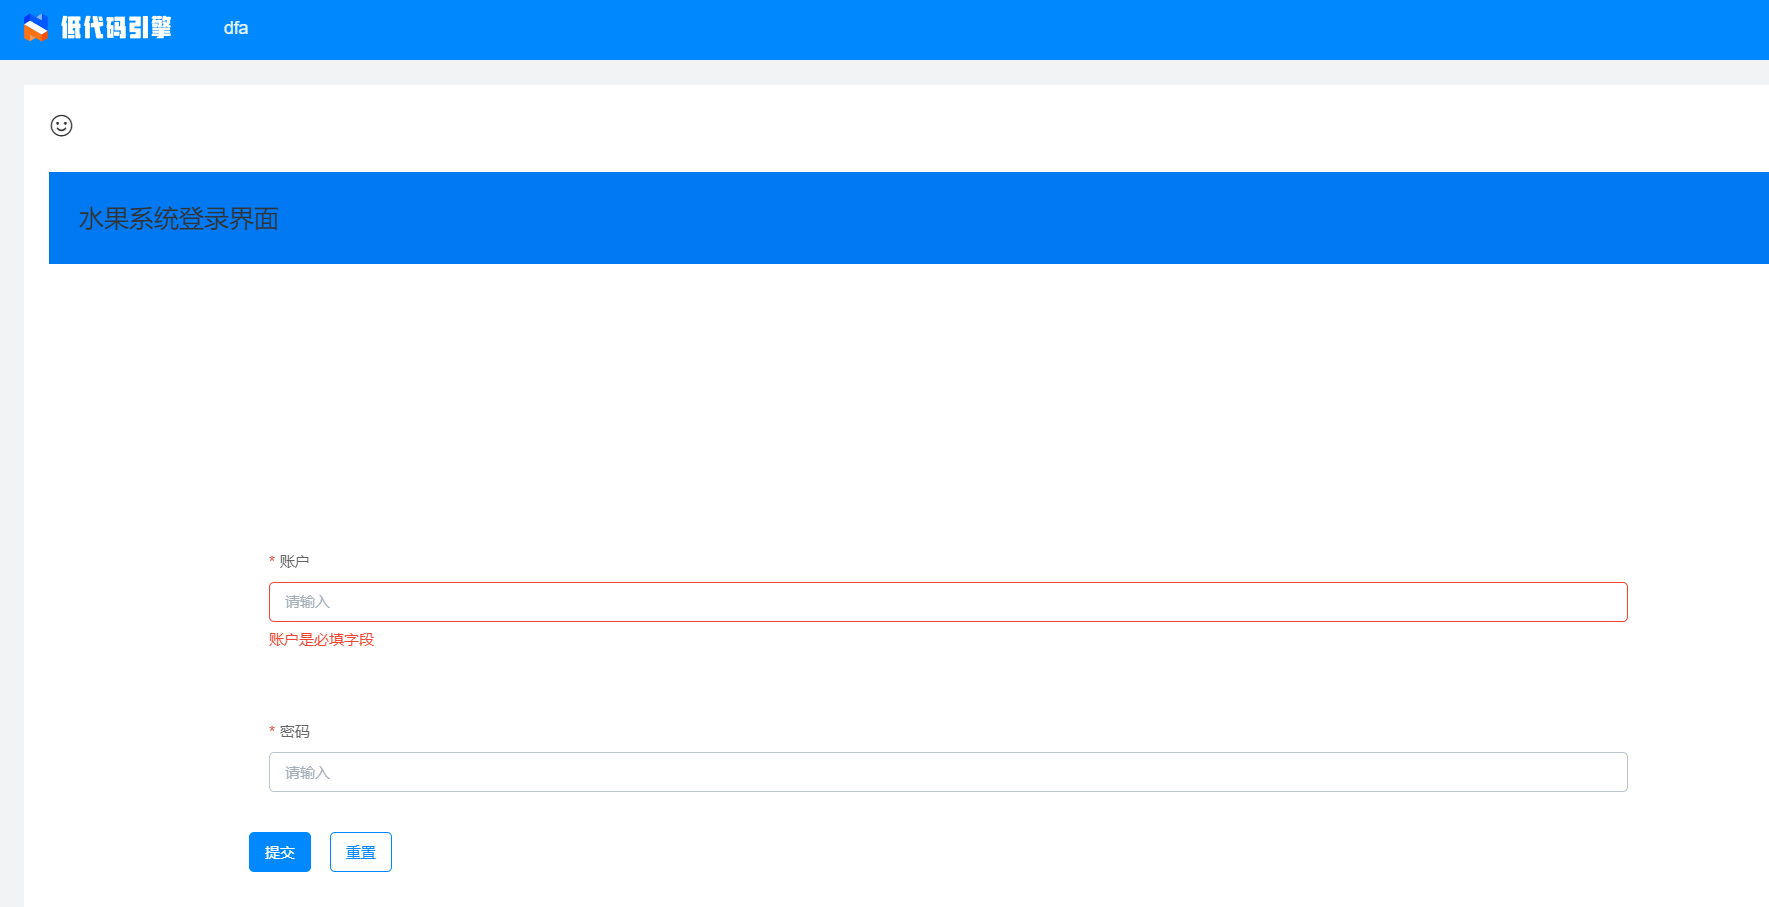 低代码引擎 dfa
水果系统登录界面
* 账户
请输入
账户是必填字段
* 密码
请输入
提交 重置